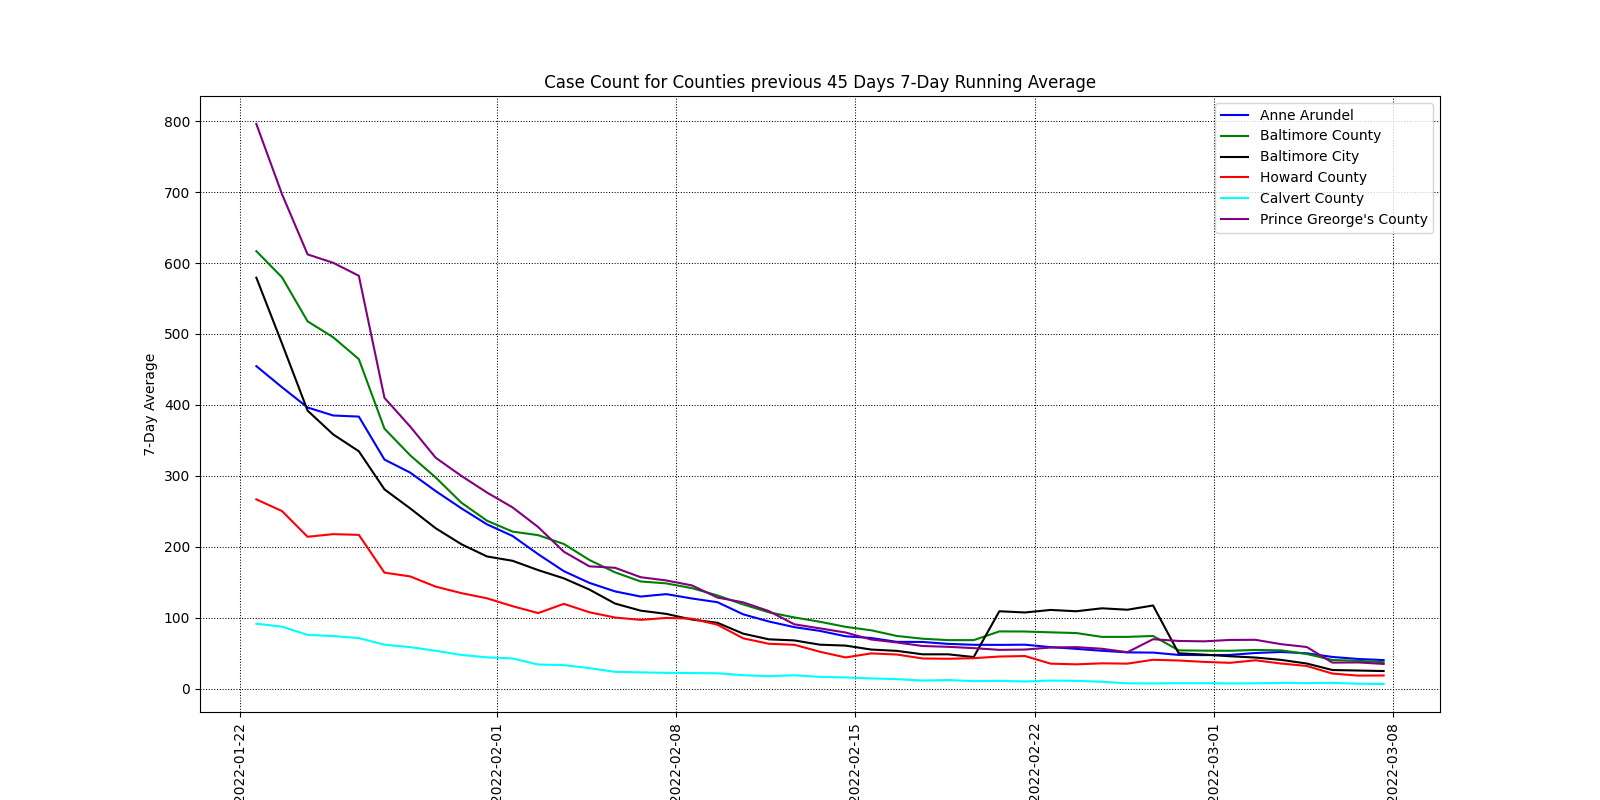 Case Count for Counties previous 45 Days 7-Day Running Average
800
700
600
500
400
300
200
100
0
7-Day Average
Anne Arundel
Baltimore County
Baltimore City
Howard County
Calvert County
Prince Greorge's County
2022-01-22
2022-02-01
2022-02-08
2022-02-15
2022-02-22
2022-03-01
2022-03-08